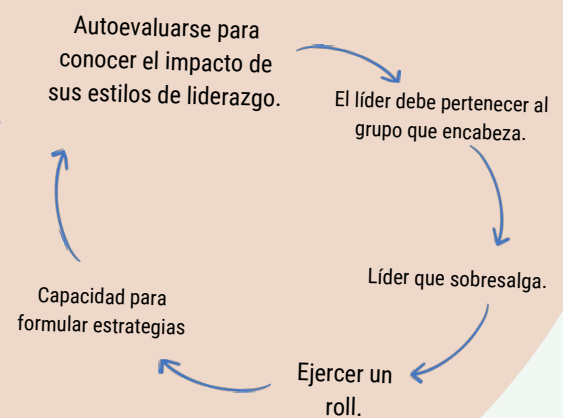 Autoevaluarse para
conocer el impacto de
sus estilos de liderazgo.
El líder debe pertenecer al
grupo que encabeza.
Líder que sobresalga.
Ejercer un
roll.
Capacidad para
formular estrategias